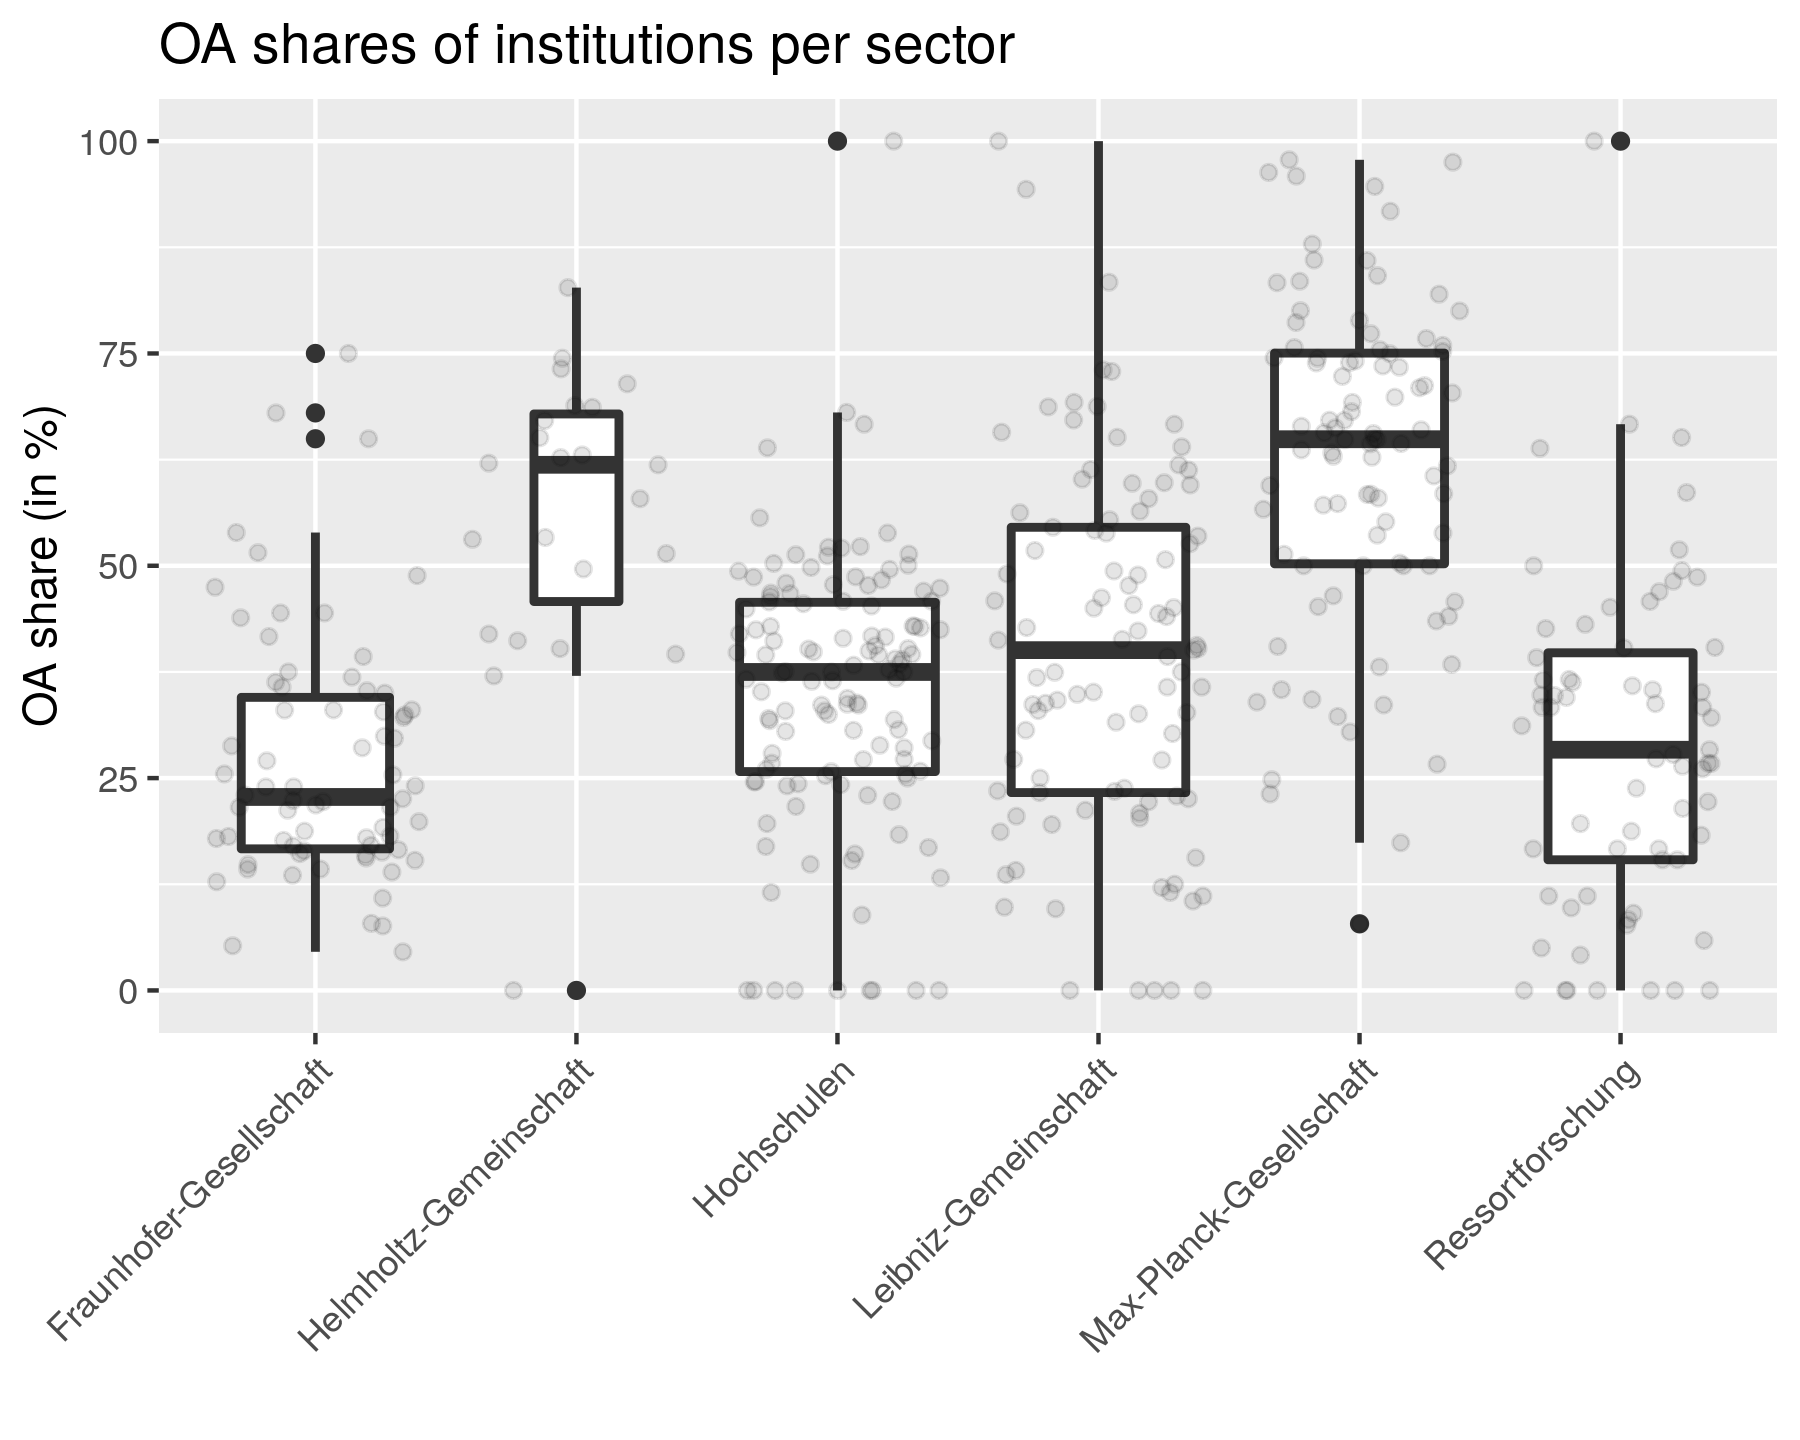 OA shares of institutions per sector
OA share (in %)
100
75
50
25
0
Fraunhofer-Gesellschaft
Helmholtz-Gemeinschaft
Hochschulen
Leibniz-Gemeinschaft
Max-Planck-Gesellschaft
Ressortforschung